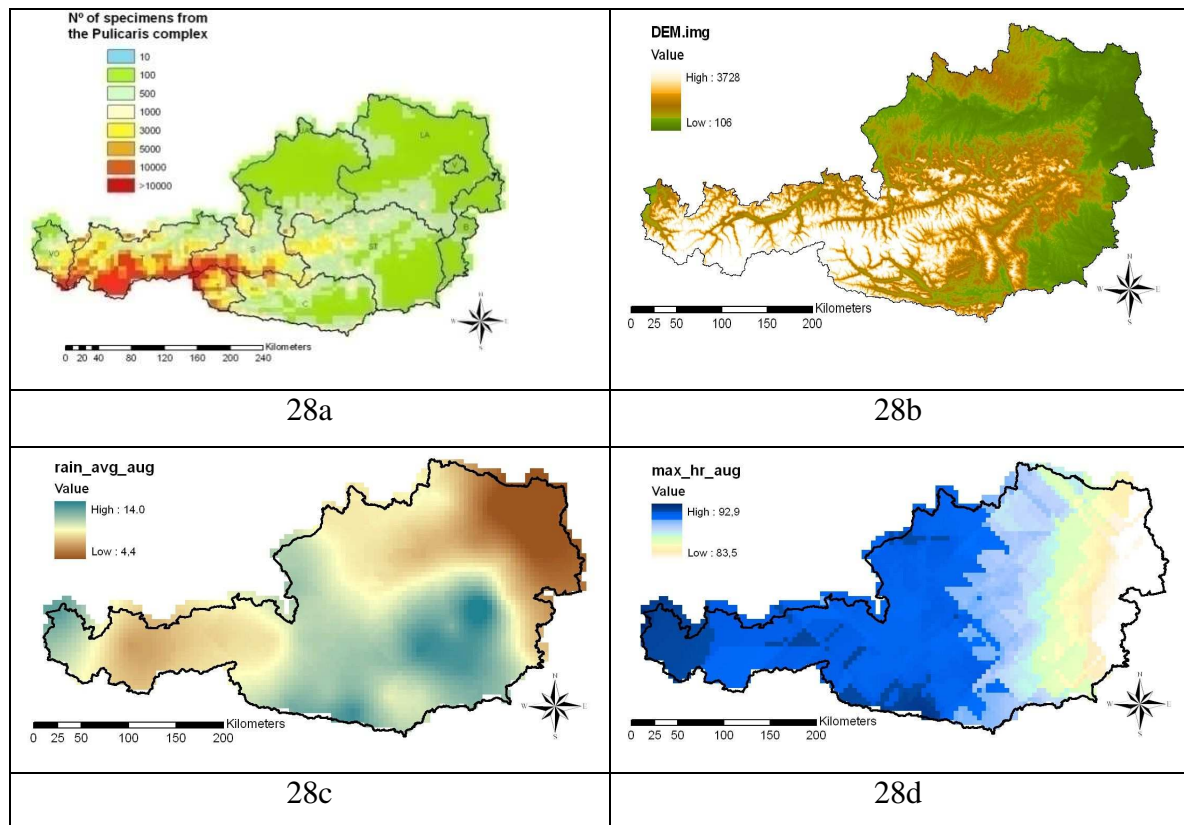 Nº of specimens from
the Pulicaris complex
10
100
500
1000
3000
5000
10000
>10000
LA
V
B
ST
S
T
VO
C
N
W E
S
Kilometers
0 20 40 80 120 160 200 240
28a
DEM.img
Value
High : 3728
Low : 106
Kilometers
0 25 50 100 150 200
N
W E
S
28b
rain_avg_aug
Value
High : 14.0
Low : 4,4
Kilometers
0 25 50 100 150 200
N
W E
S
28c
max_hr_aug
Value
High : 92,9
Low : 83,5
Kilometers
0 25 50 100 150 200
N
W E
S
28d